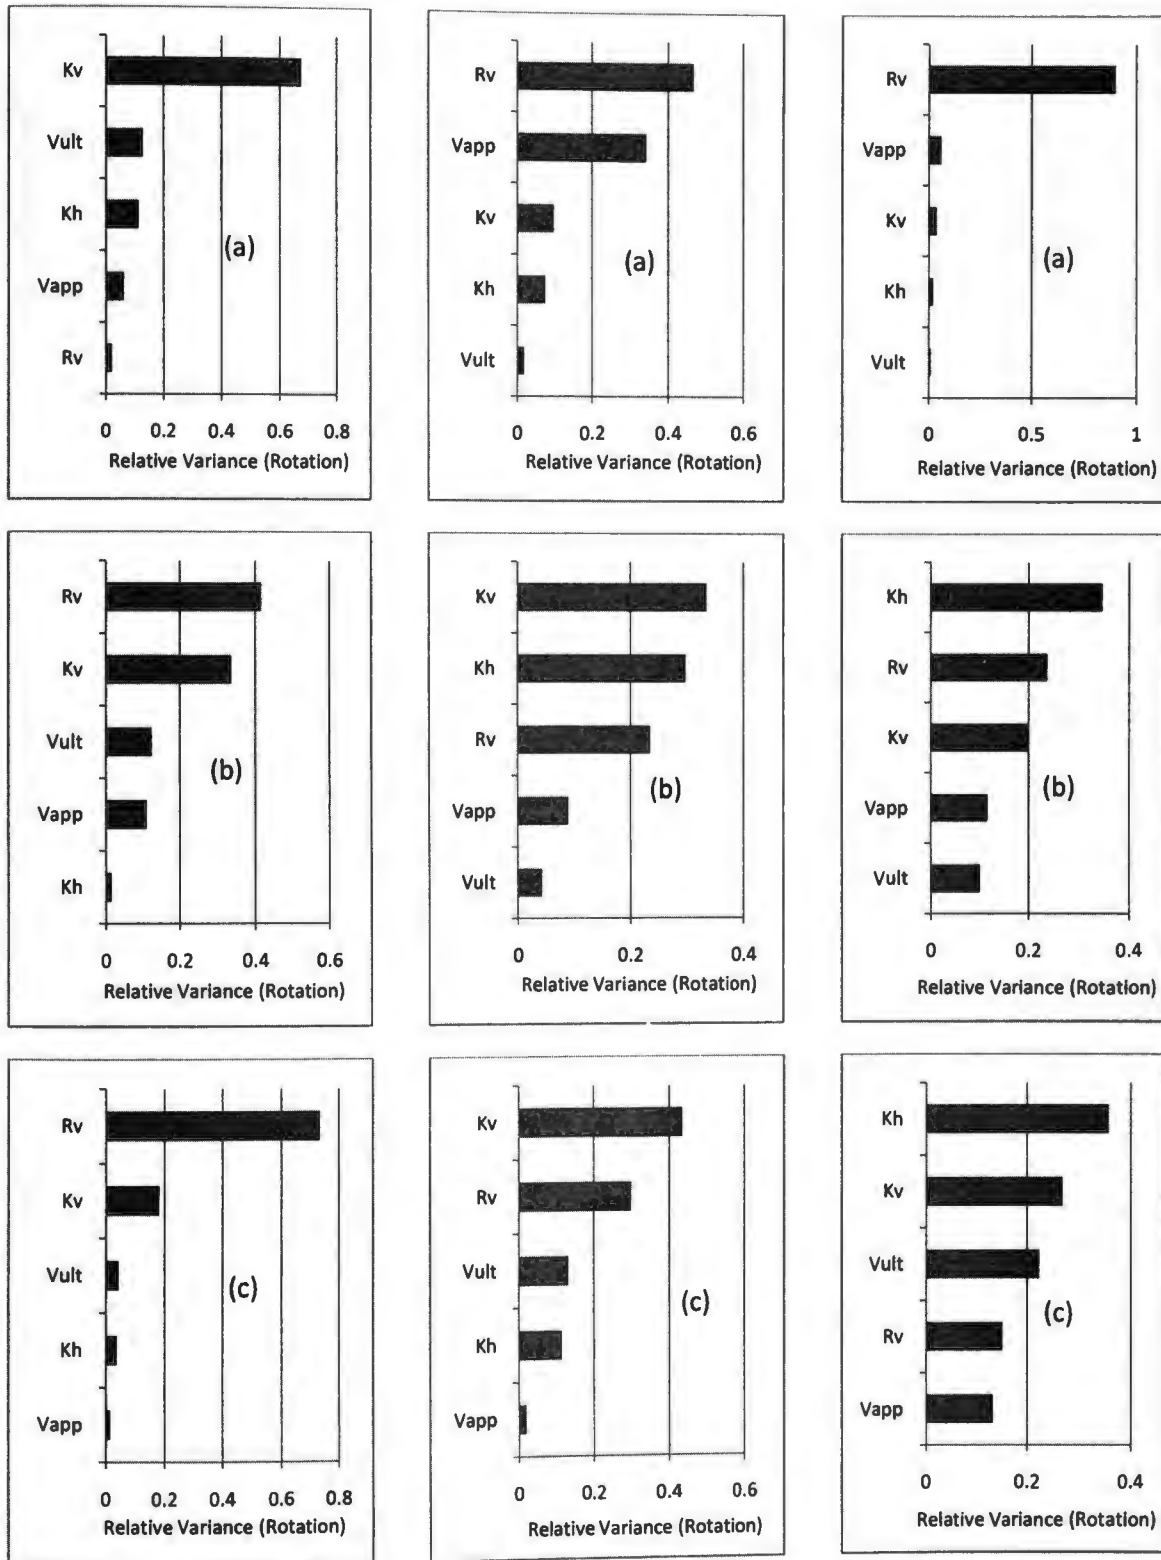 Kv
Vult
Kh
(a)
Vapp
Rv
0 0.2 0.4 0.6 0.8
Relative Variance (Rotation)
Rv
Vapp
Kv
(a)
Kh
Vult
0 0.2 0.4 0.6
Relative Variance (Rotation)
Rv
Vapp
Kv
(a)
Kh
Vult
0 0.5 1
Relative Variance (Rotation)
Rv
Kv
Vult
(b)
Vapp
Kh
0 0.2 0.4 0.6
Relative Variance (Rotation)
Kv
Kh
Rv
(b)
Vapp
Vult
0 0.2 0.4
Relative Variance (Rotation)
Kh
Rv
Kv
(b)
Vapp
Vult
0 0.2 0.4
Relative Variance (Rotation)
Rv
Kv
Vult
(c)
Kh
Vapp
0 0.2 0.4 0.6 0.8
Relative Variance (Rotation)
Kv
Rv
Vult
(c)
Kh
Vapp
0 0.2 0.4 0.6
Relative Variance (Rotation)
Kh
Kv
Vult
(c)
Rv
Vapp
0 0.2 0.4
Relative Variance (Rotation)